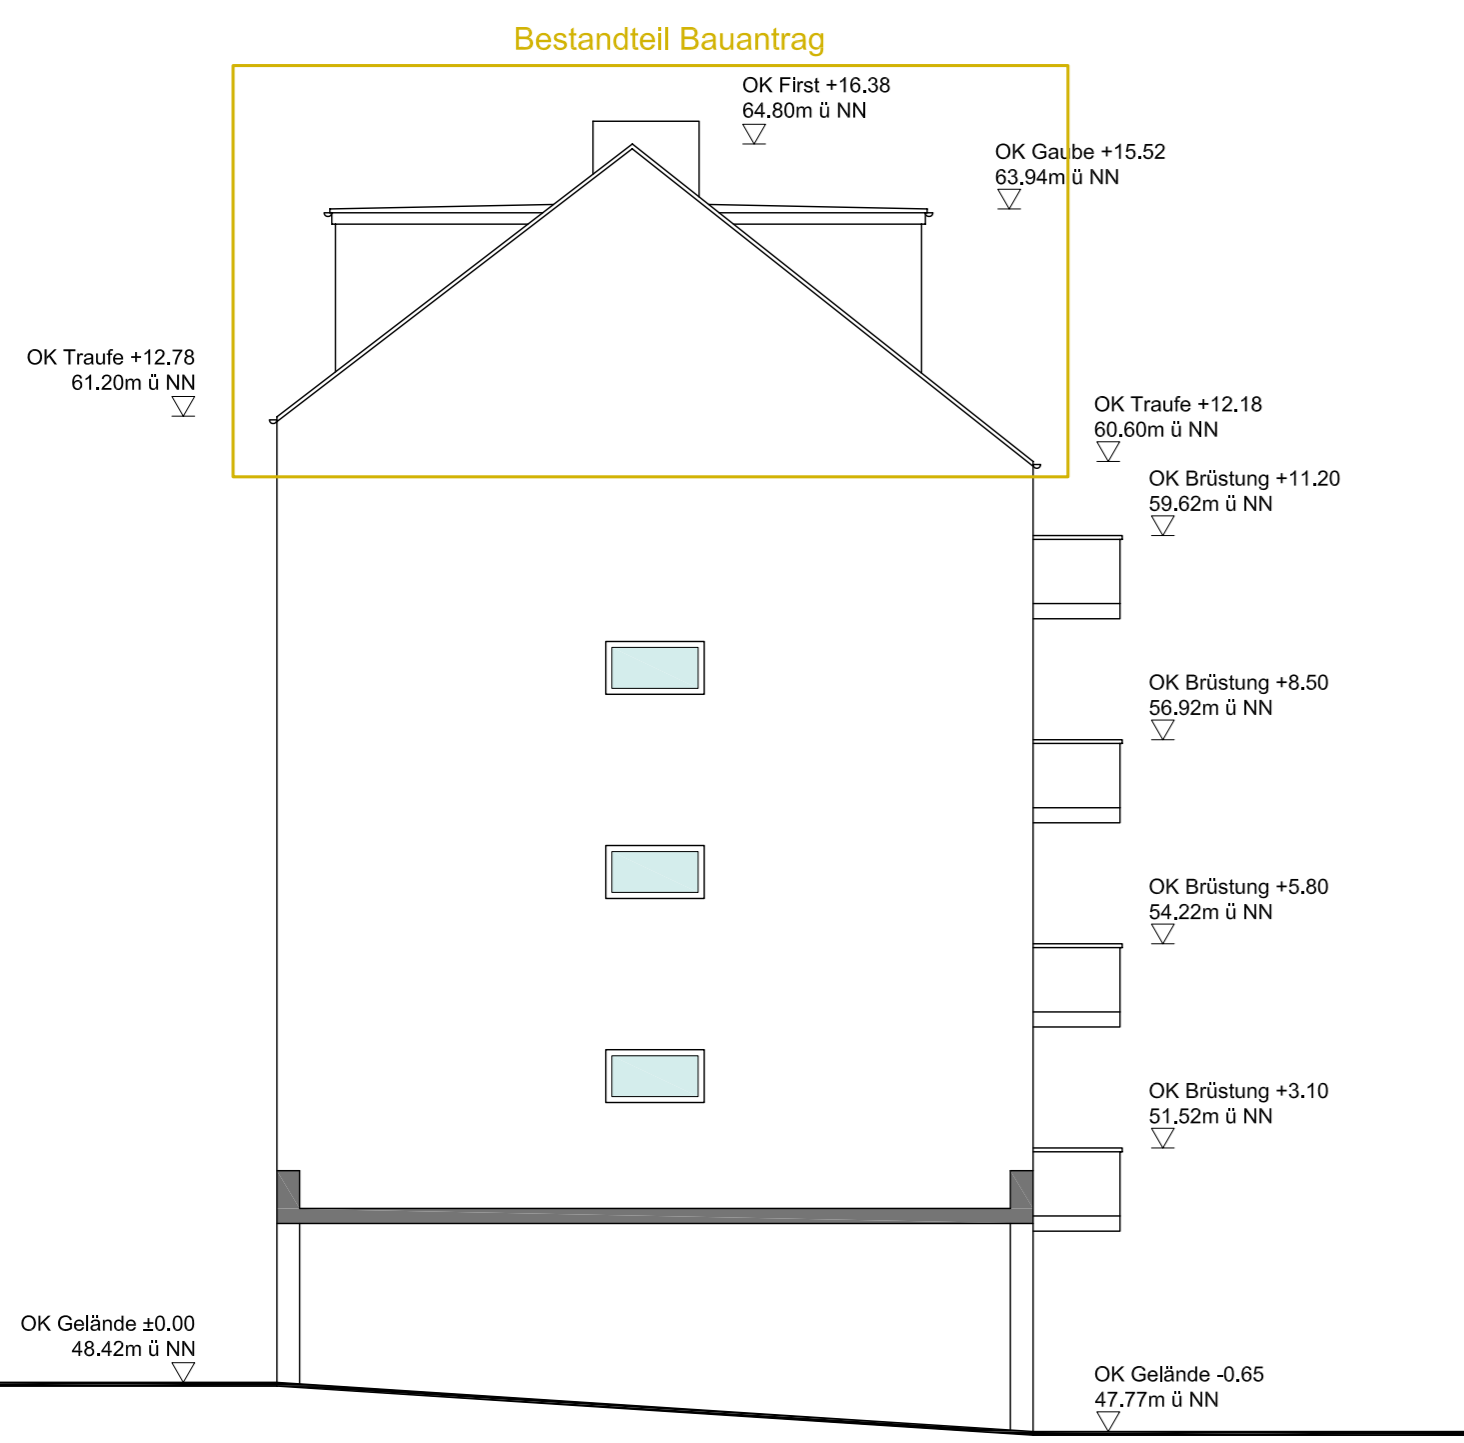 Bestandteil Bauantrag
OK First +16.38
64.80m ü NN
OK Gaube +15.52
63.94m ü NN
OK Traufe +12.78
61.20m ü NN
OK Traufe +12.18
60.60m ü NN
OK Brüstung +11.20
59.62m ü NN
OK Brüstung +8.50
56.92m ü NN
OK Brüstung +5.80
54.22m ü NN
OK Brüstung +3.10
51.52m ü NN
OK Gelände ±0.00
48.42m ü NN
OK Gelände -0.65
47.77m ü NN